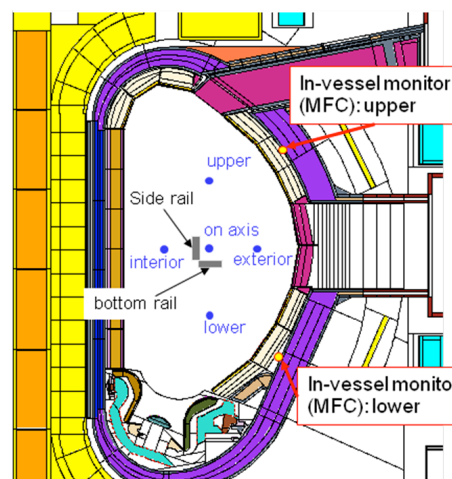 In-vessel monitor
(MFC): upper
upper
Side rail
on axis
interior
exterior
bottom rail
lower
In-vessel monitor
(MFC): lower